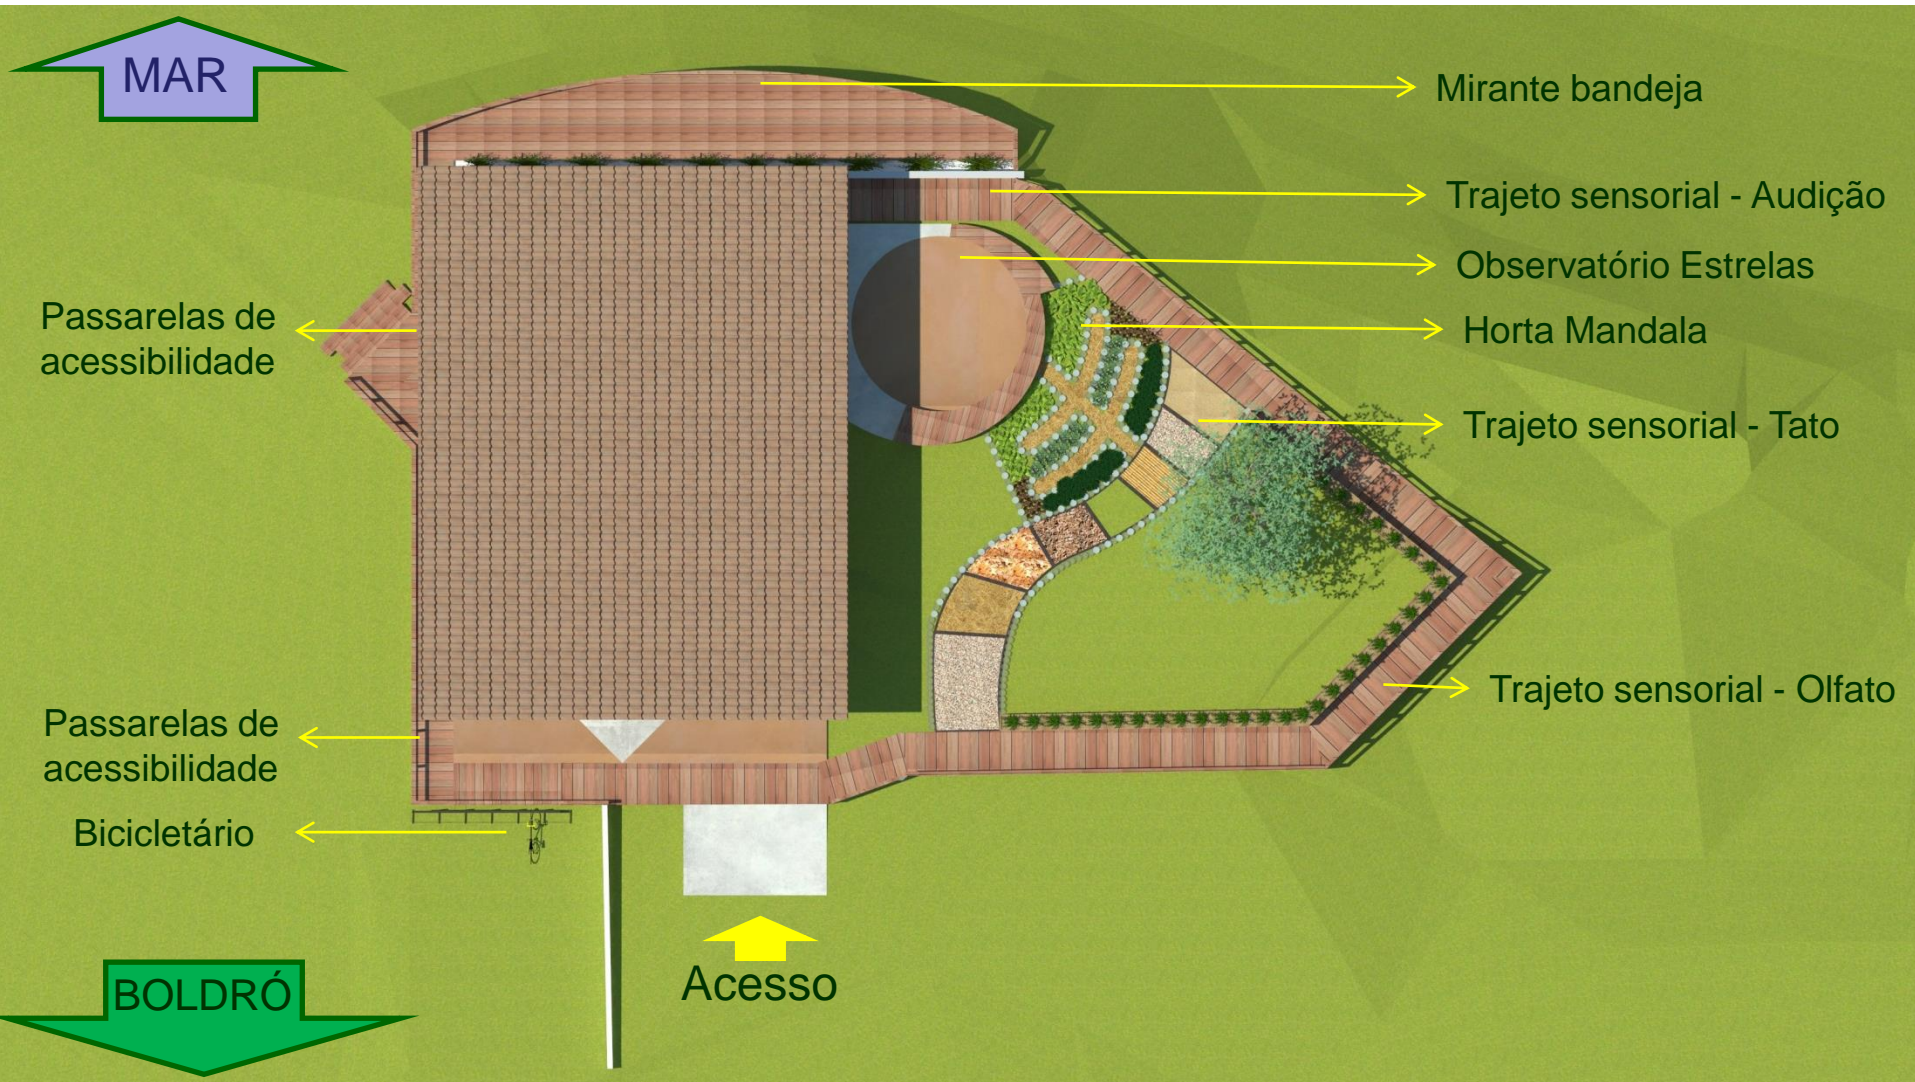 MAR
Mirante bandeja
Trajeto sensorial - Audição
Observatório Estrelas
Passarelas de
acessibilidade
Horta Mandala
Trajeto sensorial - Tato
Trajeto sensorial - Olfato
Passarelas de
acessibilidade
Bicicletário
Acesso
BOLDRÓ